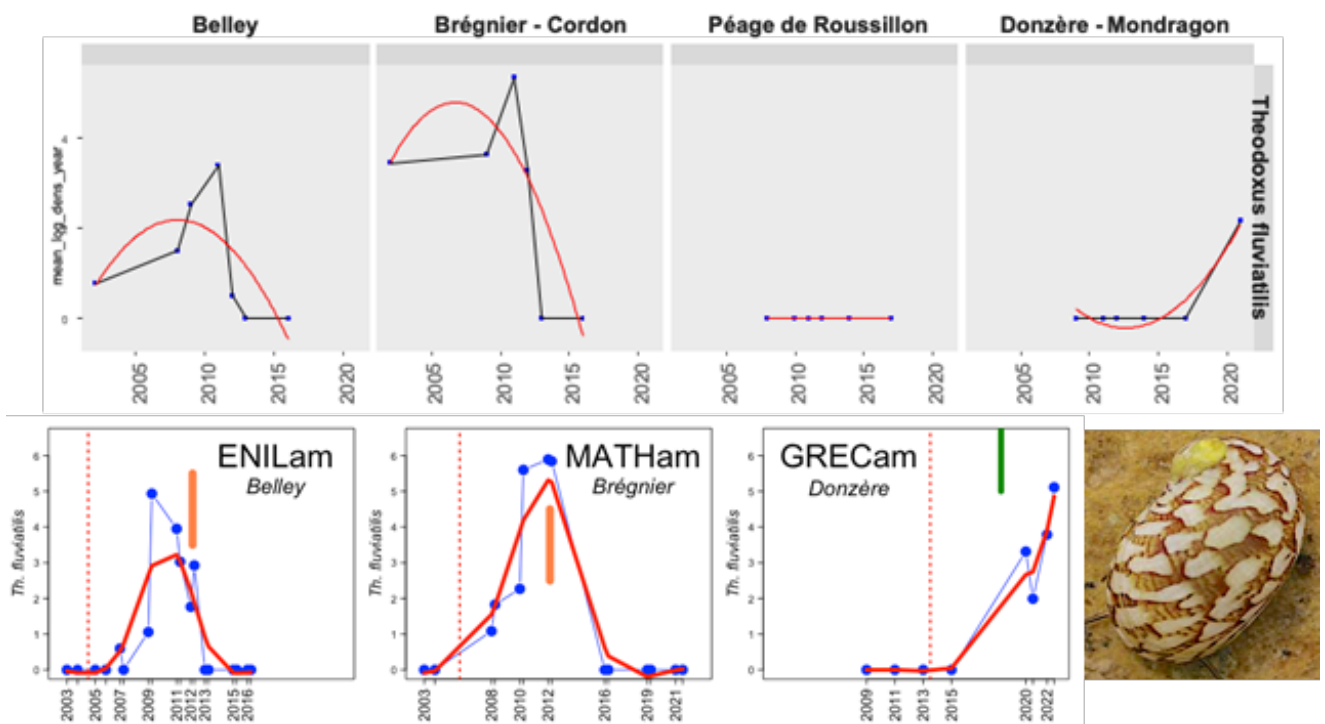 Belley Brégnier - Cordon Péage de Roussillon Donzère - Mondragon
mean_log_dens_year
0
2005 2010 2015 2020 2005 2010 2015 2020 2005 2010 2015 2020 2005 2010 2015 2020
Theodoxus fluviatilis
ENILam
Belley
Th. fluviatilis
6
5
4
3
2
1
0
2003 2005 2007 2009 2011 2012 2013 2015 2016
MATHam
Brégnier
Th. fluviatilis
6
5
4
3
2
1
0
2003 2008 2010 2012 2016 2019 2021
GRECam
Donzère
Th. fluviatilis
6
5
4
3
2
1
0
2009 2011 2013 2015 2020 2022